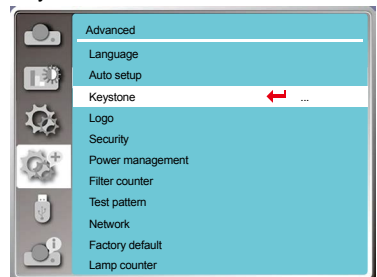 Advanced
Language
Auto setup
Keystone ...
Logo
Security
Power management
Filter counter
Test pattern
Network
Factory default
Lamp counter